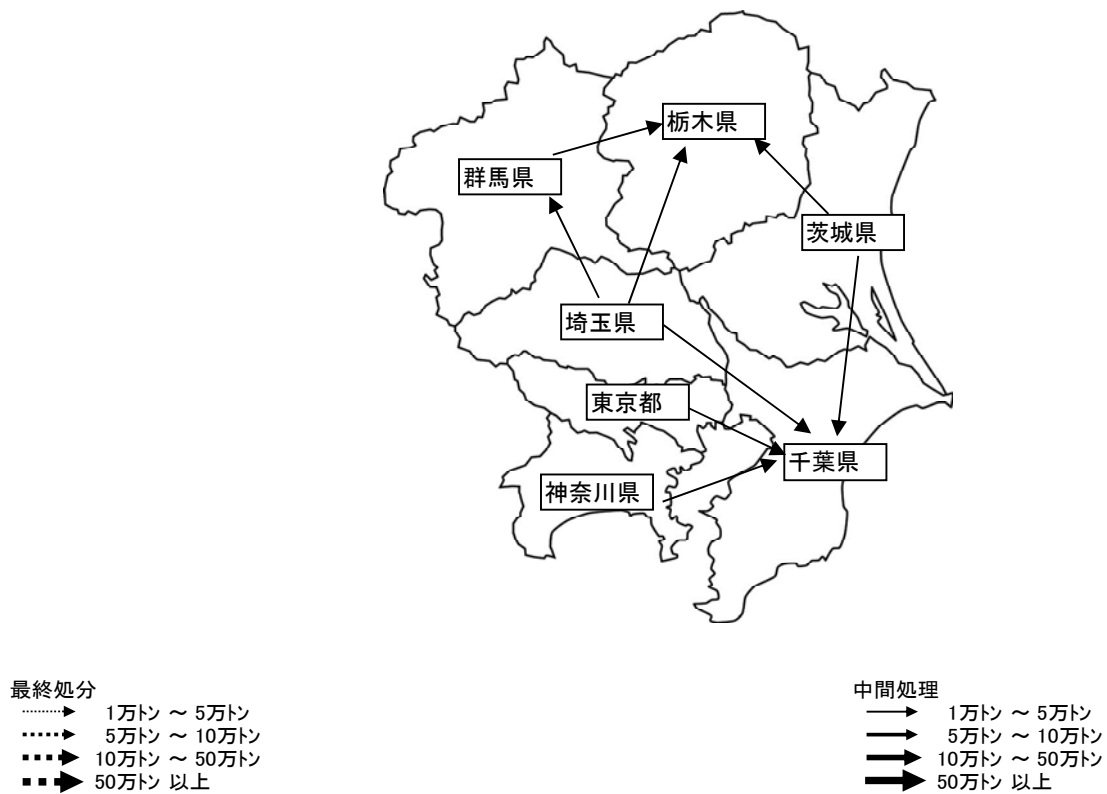 栃木県
群馬県
茨城県
埼玉県
東京都
千葉県
神奈川県
最終処分
1万トン ～ 5万トン
5万トン ～ 10万トン
10万トン ～ 50万トン
50万トン 以上
中間処理
1万トン ～ 5万トン
5万トン ～ 10万トン
10万トン ～ 50万トン
50万トン 以上